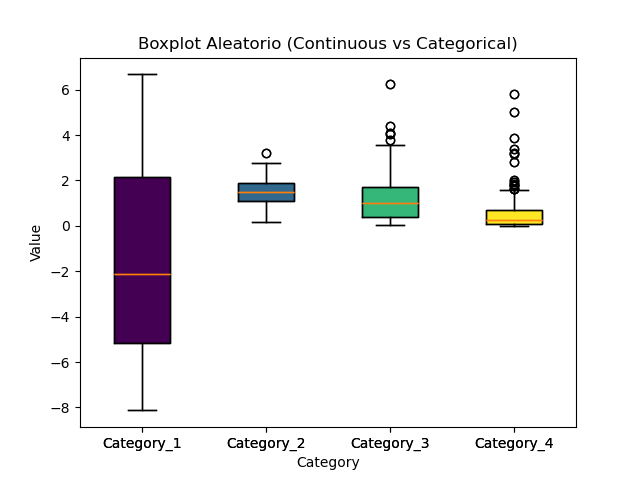 Boxplot Aleatorio (Continuous vs Categorical)
6
4
2
0
−2
−4
−6
−8
Value
Category_1 Category_2 Category_3 Category_4
Category